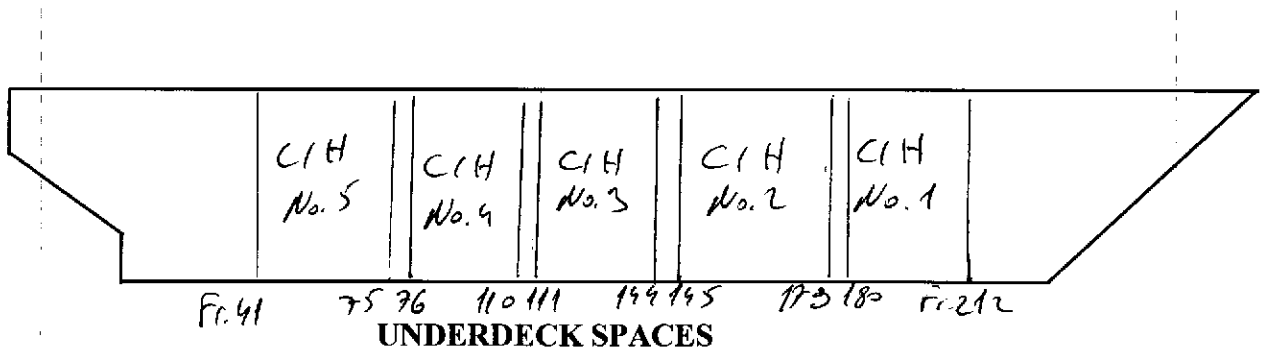 C/H C/H C/H C/H C/H
No.5 No.4 No.3 No.2 No.1
Fr.41 75 76 110 111 144 145 179 180 Fr.212
UNDERDECK SPACES